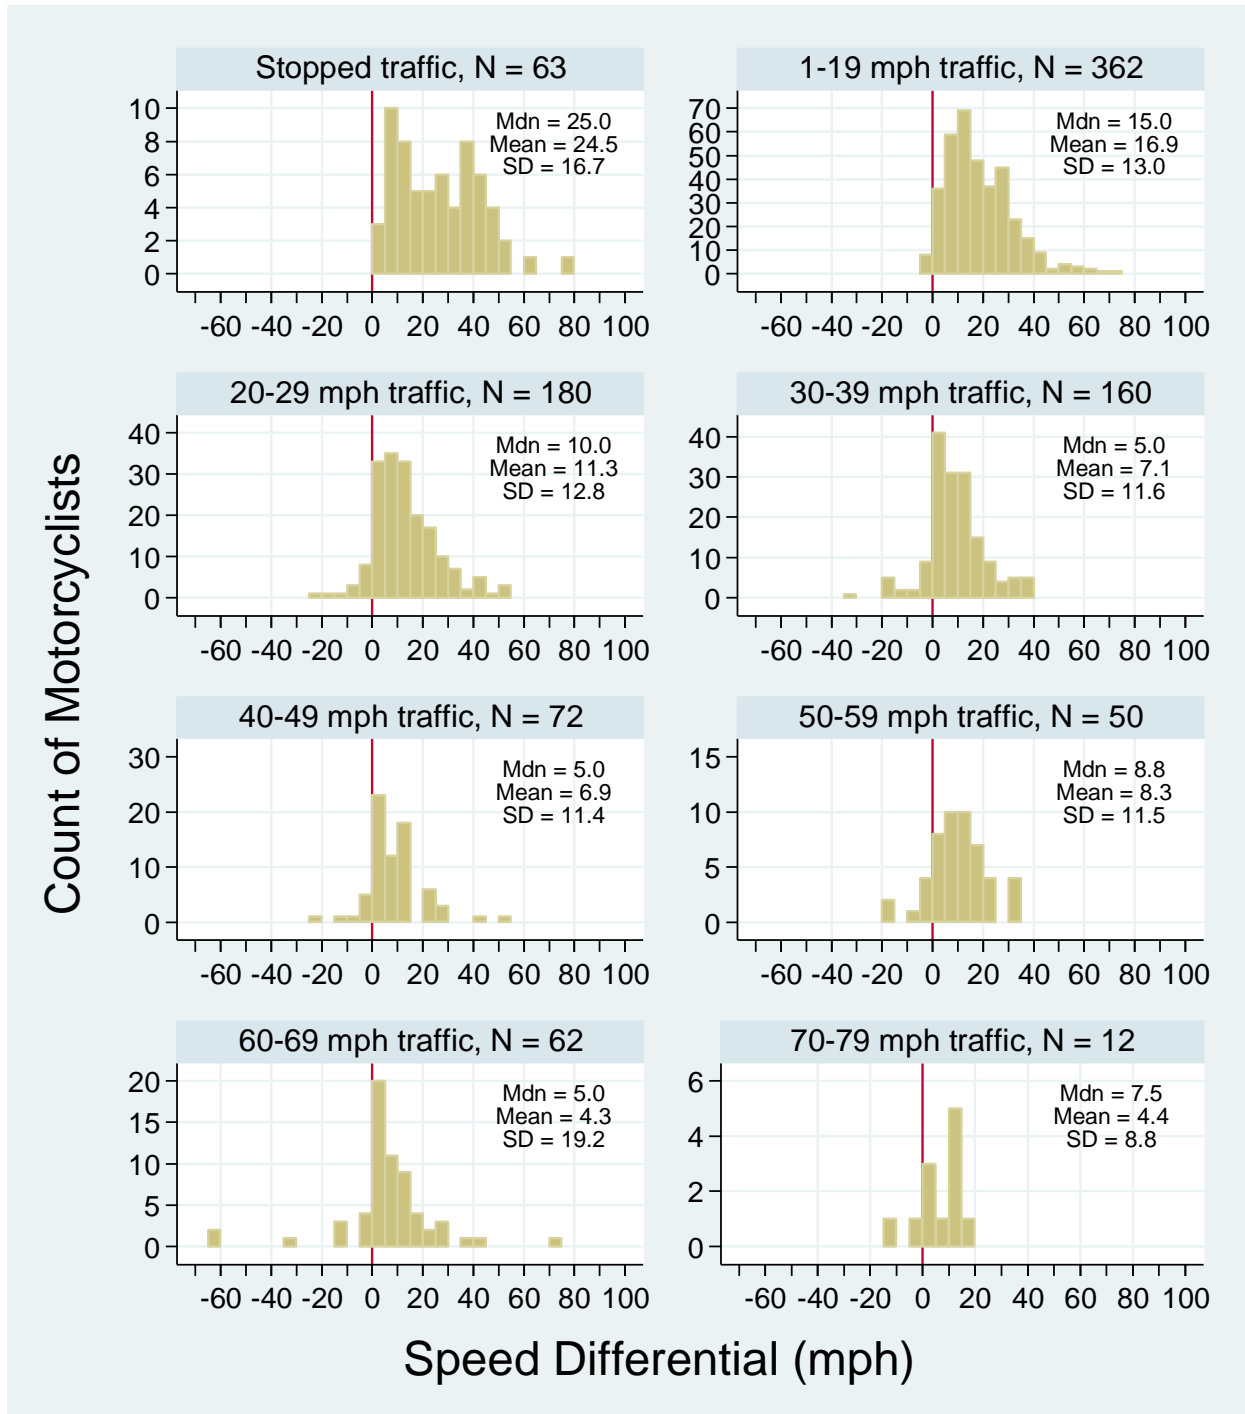 Stopped traffic, N = 63
10
8
6
4
2
0
Mdn = 25.0
Mean = 24.5
SD = 16.7
-60 -40 -20 0 20 40 60 80 100
1-19 mph traffic, N = 362
70
60
50
40
30
20
10
0
Mdn = 15.0
Mean = 16.9
SD = 13.0
-60 -40 -20 0 20 40 60 80 100
20-29 mph traffic, N = 180
40
30
20
10
0
Mdn = 10.0
Mean = 11.3
SD = 12.8
-60 -40 -20 0 20 40 60 80 100
30-39 mph traffic, N = 160
40
30
20
10
0
Mdn = 5.0
Mean = 7.1
SD = 11.6
-60 -40 -20 0 20 40 60 80 100
Count of Motorcyclists
40-49 mph traffic, N = 72
30
20
10
0
Mdn = 5.0
Mean = 6.9
SD = 11.4
-60 -40 -20 0 20 40 60 80 100
50-59 mph traffic, N = 50
15
10
5
0
Mdn = 8.8
Mean = 8.3
SD = 11.5
-60 -40 -20 0 20 40 60 80 100
60-69 mph traffic, N = 62
20
15
10
5
0
Mdn = 5.0
Mean = 4.3
SD = 19.2
-60 -40 -20 0 20 40 60 80 100
70-79 mph traffic, N = 12
6
4
2
0
Mdn = 7.5
Mean = 4.4
SD = 8.8
-60 -40 -20 0 20 40 60 80 100
Speed Differential (mph)